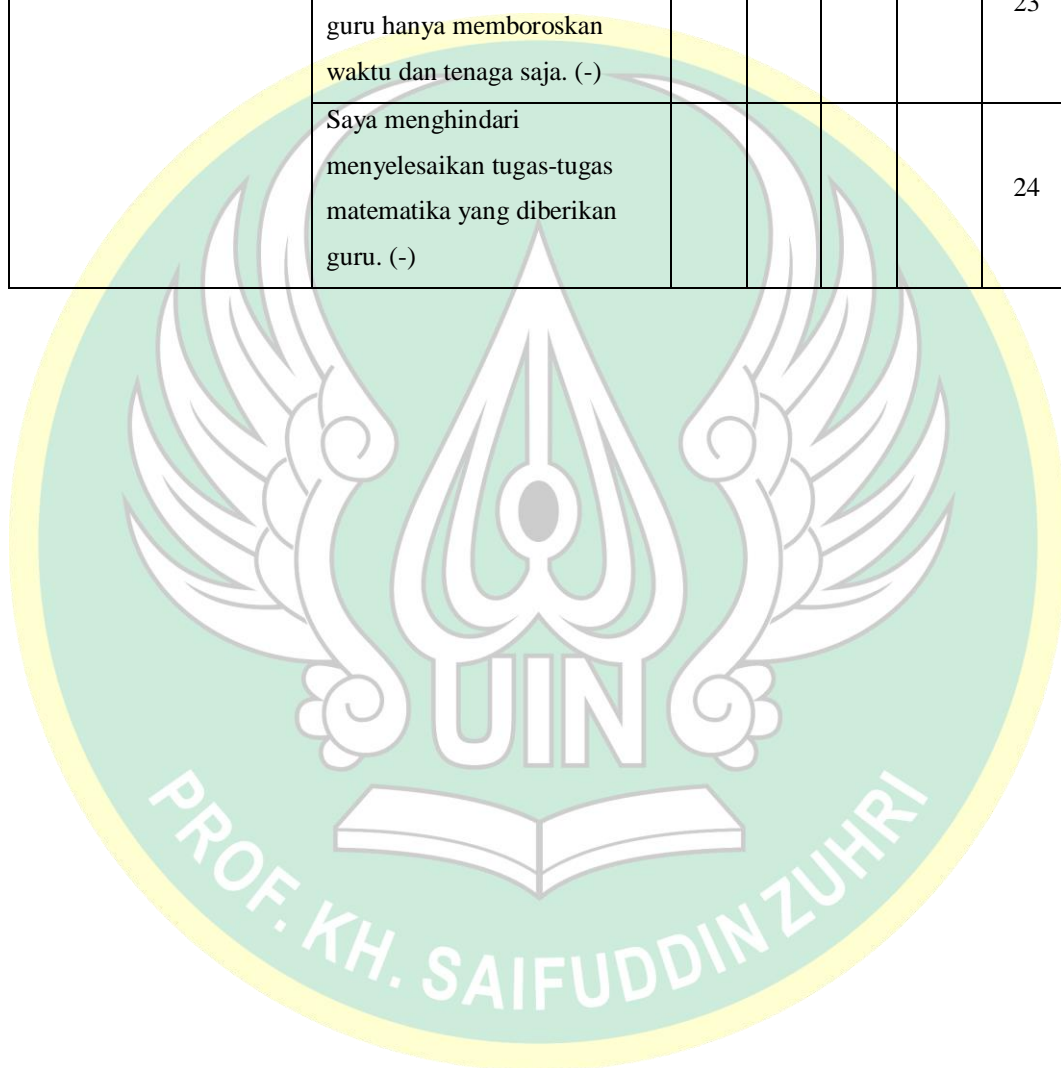 23
guru hanya memboroskan
waktu dan tenaga saja. (-)
Saya menghindari
menyelesaikan tugas-tugas
matematika yang diberikan
guru. (-)
24
UIN
PROF. KH. SAIFUDDIN ZUHRI